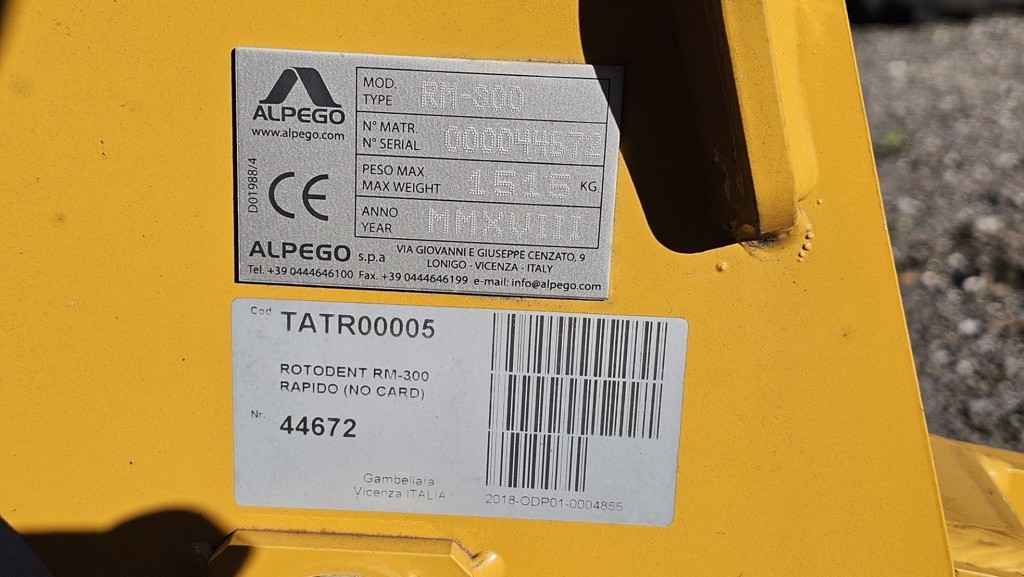 ALPEGO
www.alpego.com
MOD.
TYPE RM-300
N° MATR.
N° SERIAL 000044672
PESO MAX
MAX WEIGHT 1515 KG
ANNO
YEAR MMXVIII
D01988/4
CE
ALPEGO s.p.a
VIA GIOVANNI E GIUSEPPE CENZATO, 9
LONIGO - VICENZA - ITALY
Tel. +39 0444646100 Fax. +39 0444646199 e-mail: info@alpego.com
Cod TATR00005
ROTODENT RM-300
RAPIDO (NO CARD)
Nr. 44672
Gambellara
Vicenza ITALIA
2018-ODP01-0004855